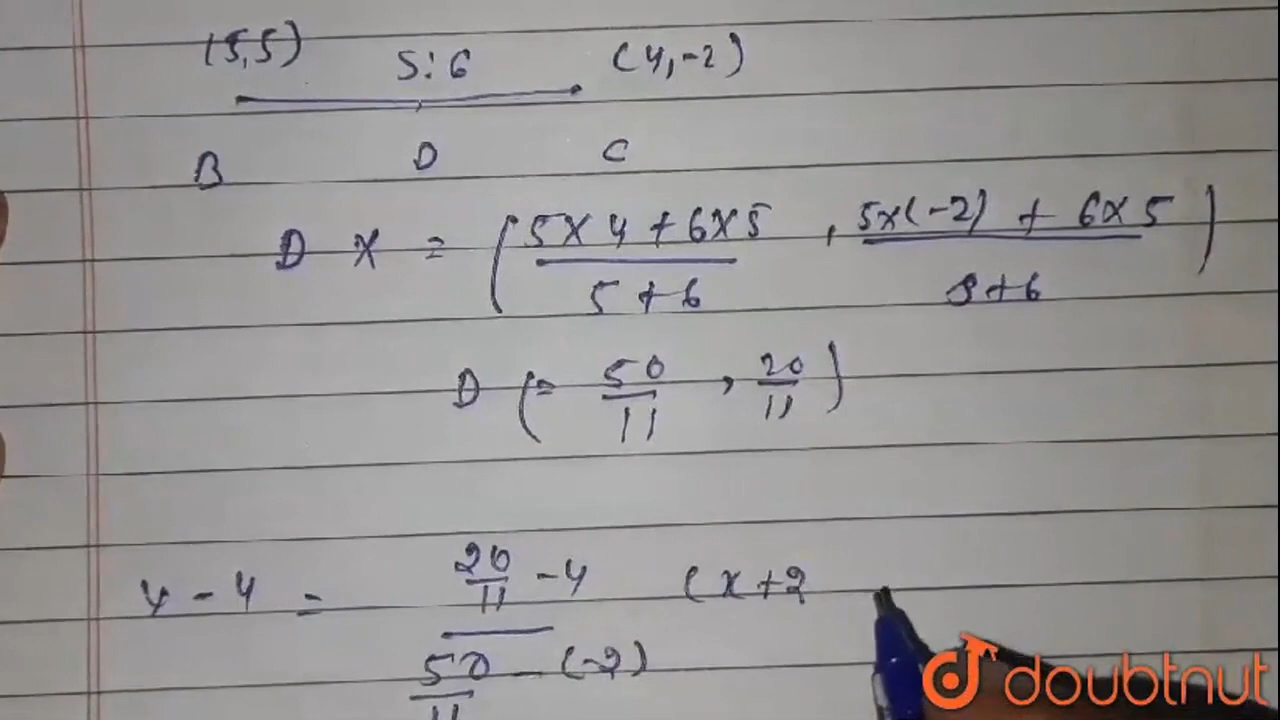 (5,5) 5:6 (4,-2)
B D C
D x = ( 5×4+6×5 / 5+6 , 5×(-2) + 6×5 / 5+6 )
D (= 50/11 , 20/11 )
y - 4 = 20/11 - 4 / 50/11 - (-2) (x+2
doubtnut